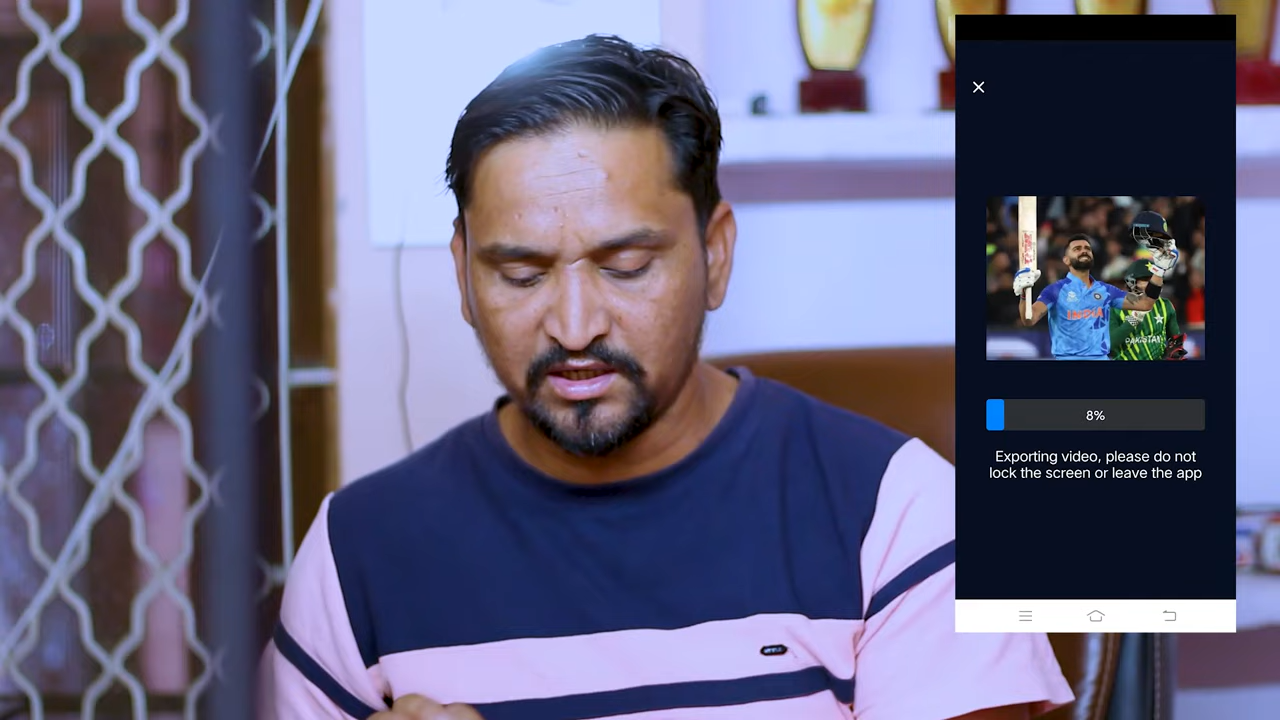 INDIA
PAKISTAN
8%
Exporting video, please do not
lock the screen or leave the app